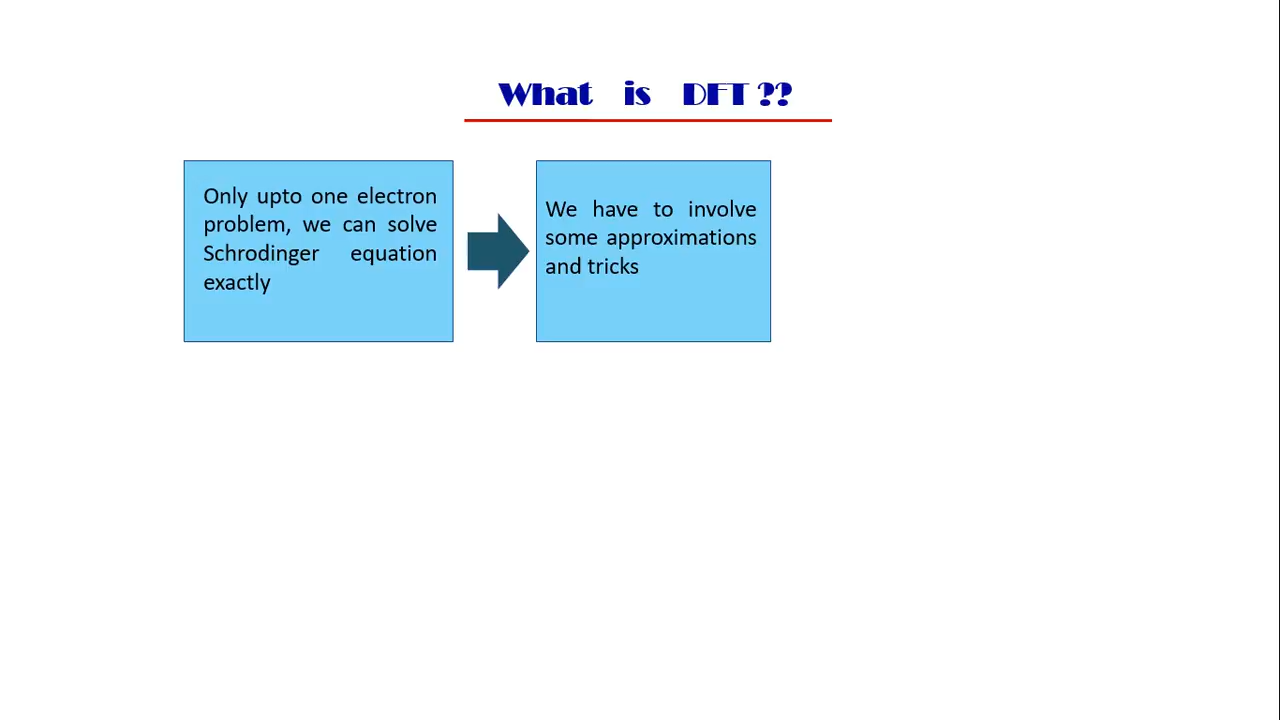 What is DFT ??
Only upto one electron
problem, we can solve
Schrodinger equation
exactly
We have to involve
some approximations
and tricks